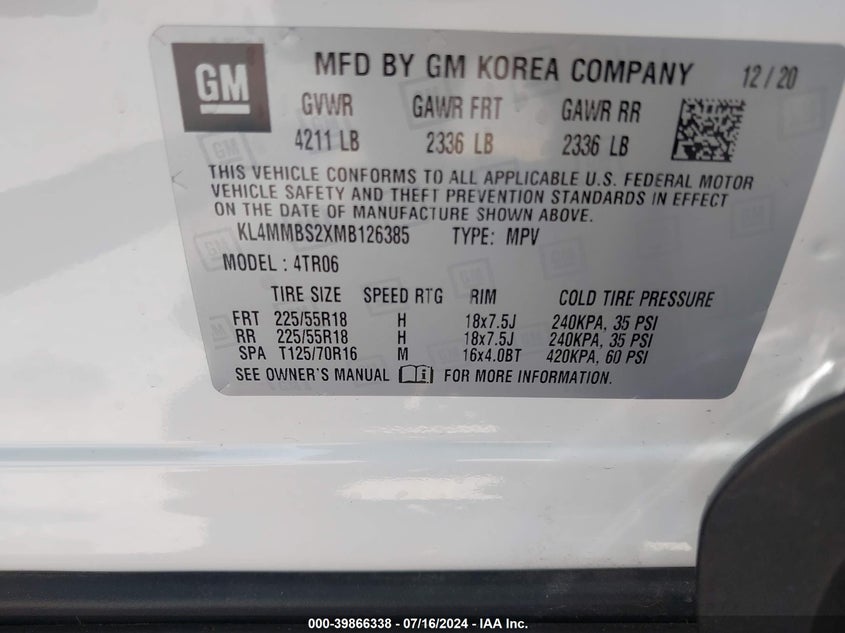 GM
MFD BY GM KOREA COMPANY 12/20
GVWR GAWR FRT GAWR RR
4211 LB 2336 LB 2336 LB
THIS VEHICLE CONFORMS TO ALL APPLICABLE U.S. FEDERAL MOTOR
VEHICLE SAFETY AND THEFT PREVENTION STANDARDS IN EFFECT
ON THE DATE OF MANUFACTURE SHOWN ABOVE.
KL4MMBS2XMB126385 TYPE: MPV
MODEL : 4TR06
TIRE SIZE SPEED RTG RIM COLD TIRE PRESSURE
FRT 225/55R18 H 18x7.5J 240KPA, 35 PSI
RR 225/55R18 H 18x7.5J 240KPA, 35 PSI
SPA T125/70R16 M 16x4.0BT 420KPA, 60 PSI
SEE OWNER'S MANUAL i FOR MORE INFORMATION.
000-39866338 - 07/16/2024 - IAA Inc.